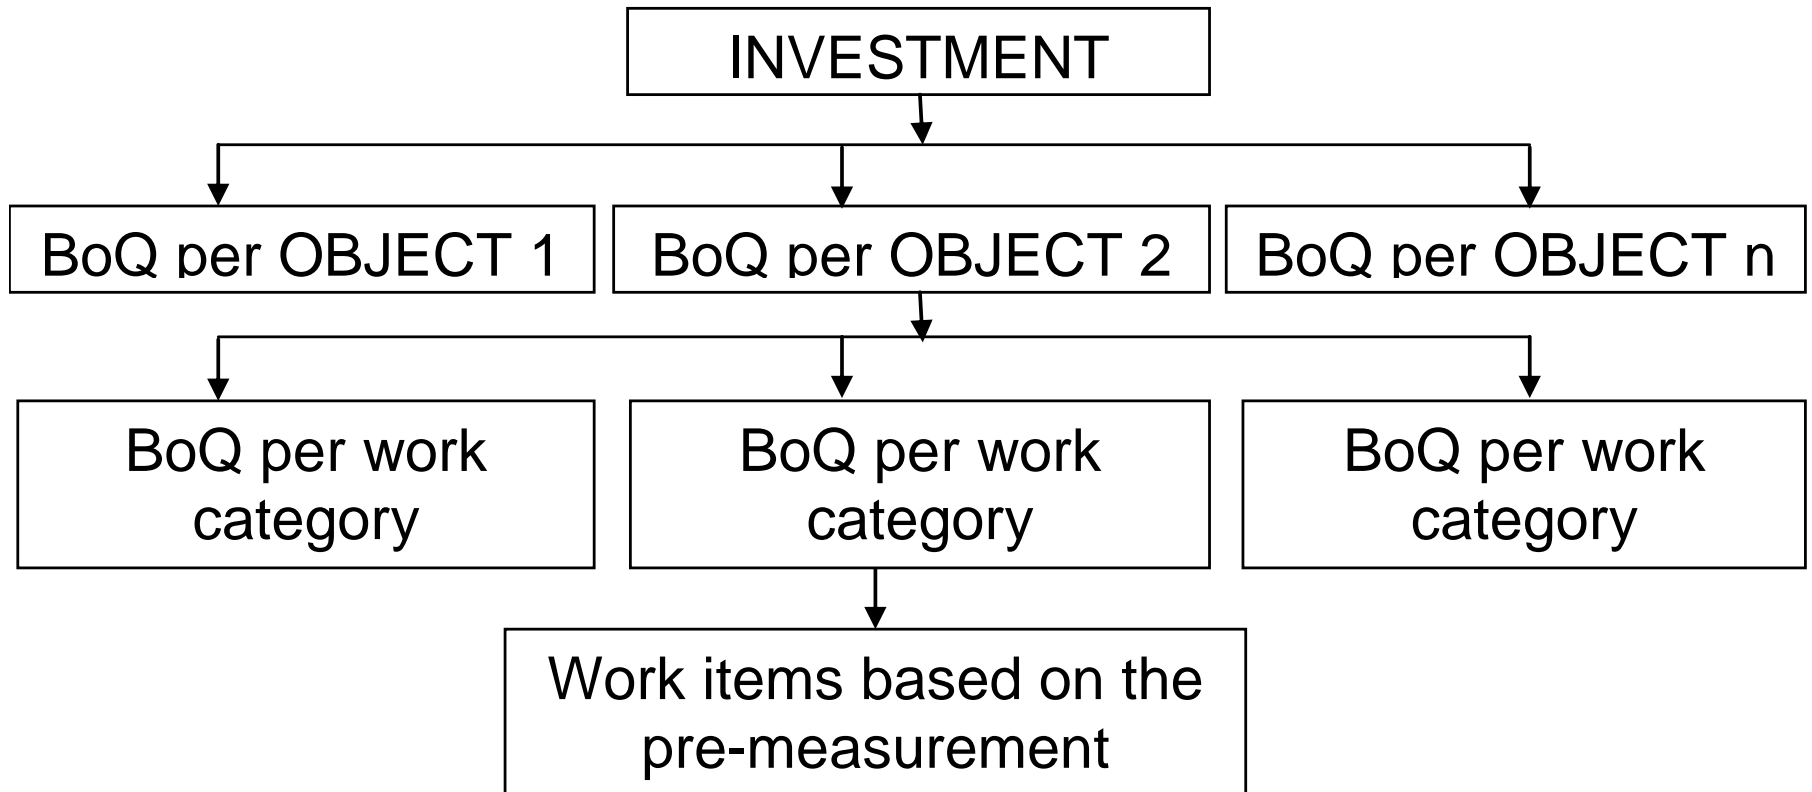 INVESTMENT
BoQ per OBJECT 1
BoQ per OBJECT 2
BoQ per OBJECT n
BoQ per work
category
BoQ per work
category
BoQ per work
category
Work items based on the
pre-measurement